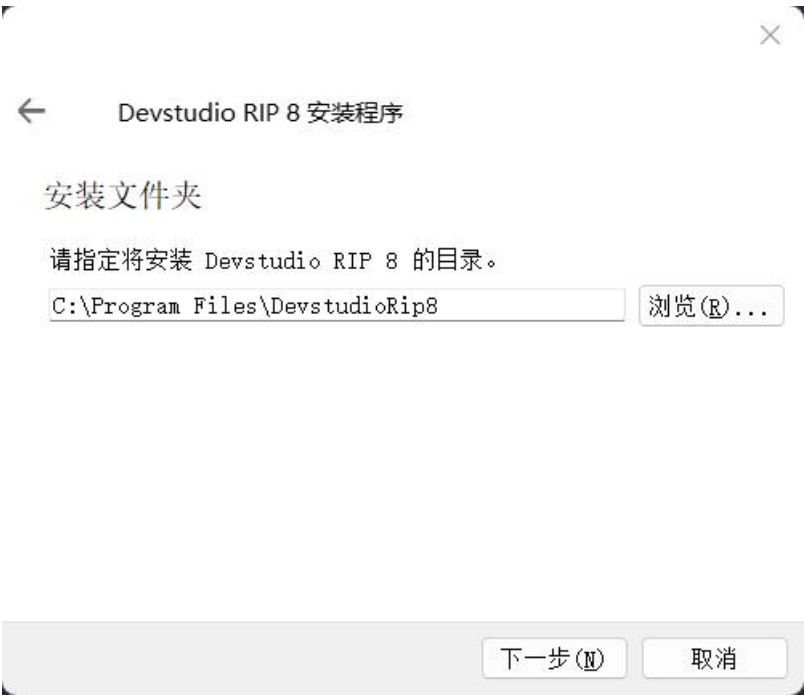 Devstudio RIP 8 安装程序
安装文件夹
请指定将安装 Devstudio RIP 8 的目录。
C:\Program Files\DevstudioRip8
浏览(R)...
下一步(N)
取消